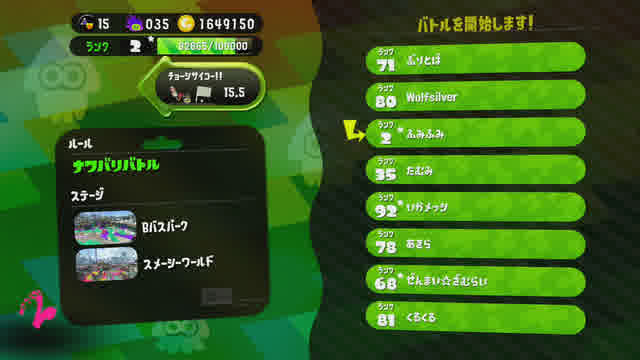 15 035 1649150
ランク 2★ 82865/100000
チョーシサイコー!!
15.5
ルール
ナワバリバトル
ステージ
Bバスパーク
スメーシーワールド
バトルを開始します!
ランク 71 ぷりとば
ランク 80 Wolfsilver
ランク 2★ ふみふみ
ランク 35 たむみ
ランク 92★ いかメッシ
ランク 78 あきら
ランク 68★ ぜんまい☆ざむらい
ランク 81 くるくる